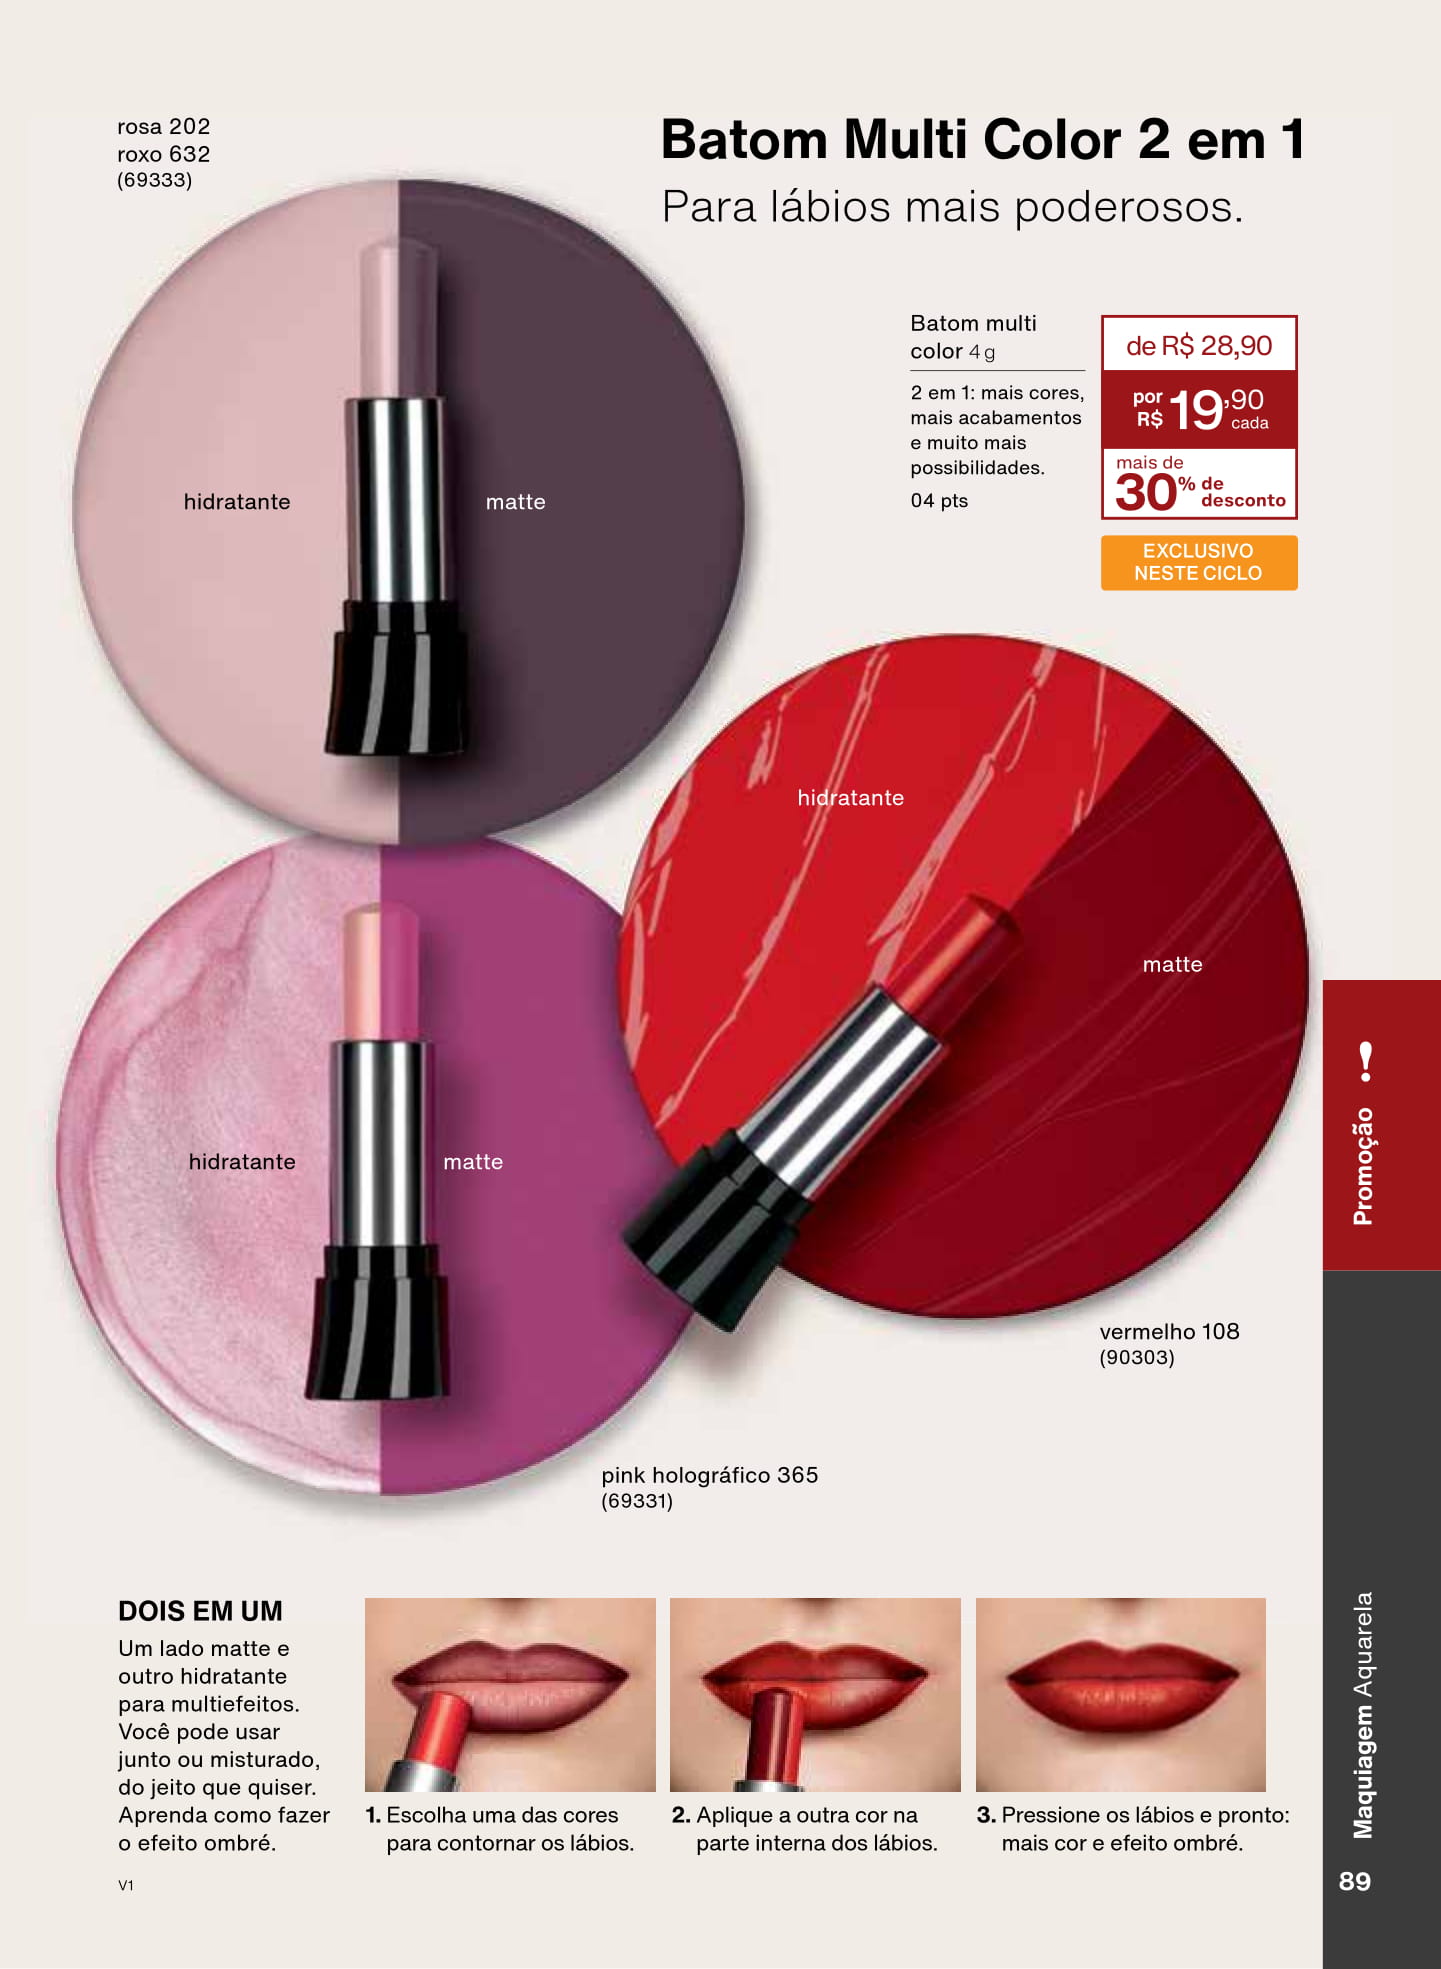 rosa 202
roxo 632
(69333)
Batom Multi Color 2 em 1
Para lábios mais poderosos.
Batom multi
color 4 g
2 em 1: mais cores,
mais acabamentos
e muito mais
possibilidades.
04 pts
de R$ 28,90
por R$ 19,90 cada
mais de
30% de desconto
EXCLUSIVO
NESTE CICLO
hidratante
matte
hidratante
matte
hidratante
matte
vermelho 108
(90303)
pink holográfico 365
(69331)
Promoção !
Maquiagem Aquarela
DOIS EM UM
Um lado matte e
outro hidratante
para multiefeitos.
Você pode usar
junto ou misturado,
do jeito que quiser.
Aprenda como fazer
o efeito ombré.
1. Escolha uma das cores
para contornar os lábios.
2. Aplique a outra cor na
parte interna dos lábios.
3. Pressione os lábios e pronto:
mais cor e efeito ombré.
V1
89